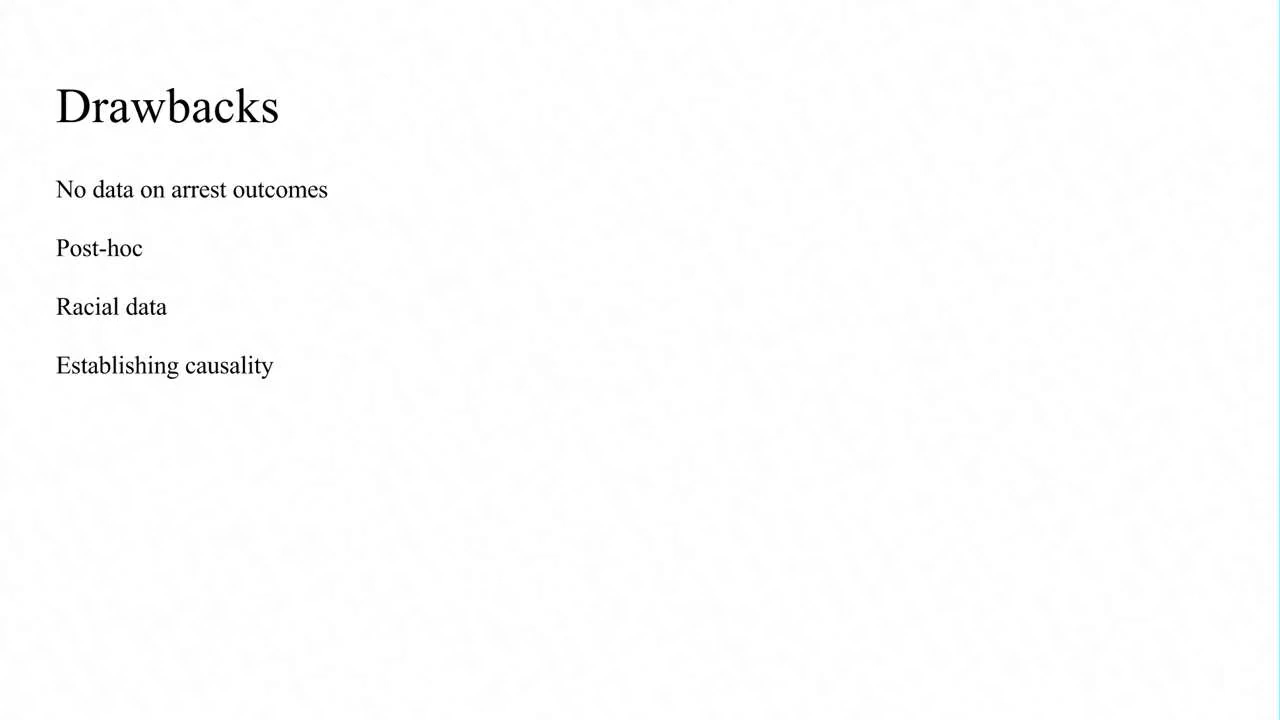 Drawbacks
No data on arrest outcomes
Post-hoc
Racial data
Establishing causality